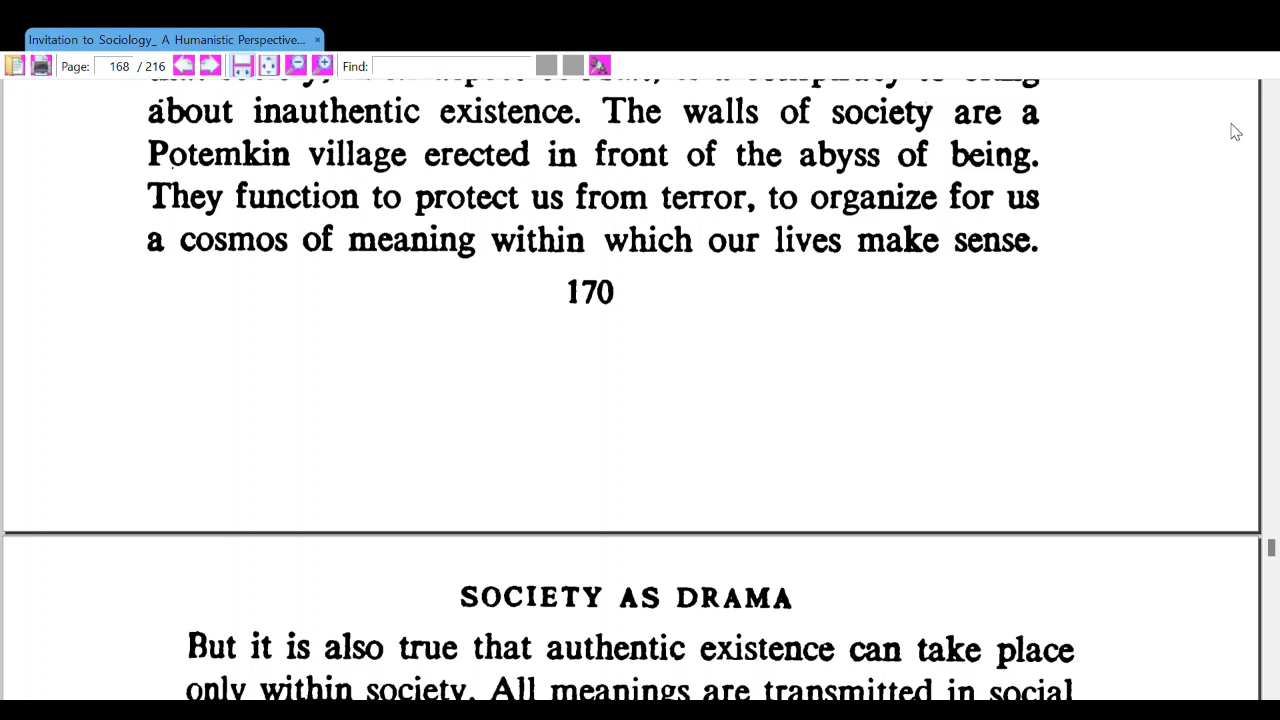 Invitation to Sociology_ A Humanistic Perspective... ×
Page: 168 / 216 Find:
about inauthentic existence. The walls of society are a
Potemkin village erected in front of the abyss of being.
They function to protect us from terror, to organize for us
a cosmos of meaning within which our lives make sense.
170
SOCIETY AS DRAMA
But it is also true that authentic existence can take place
only within society. All meanings are transmitted in social